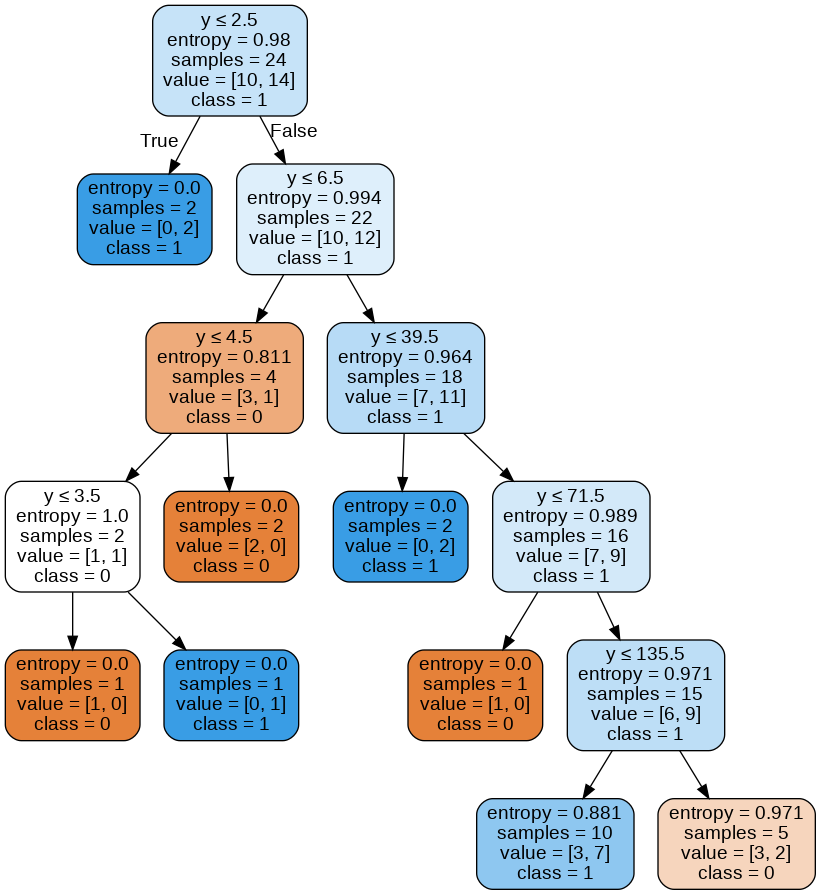 y ≤ 2.5
entropy = 0.98
samples = 24
value = [10, 14]
class = 1
True
False
entropy = 0.0
samples = 2
value = [0, 2]
class = 1
y ≤ 6.5
entropy = 0.994
samples = 22
value = [10, 12]
class = 1
y ≤ 4.5
entropy = 0.811
samples = 4
value = [3, 1]
class = 0
y ≤ 39.5
entropy = 0.964
samples = 18
value = [7, 11]
class = 1
y ≤ 3.5
entropy = 1.0
samples = 2
value = [1, 1]
class = 0
entropy = 0.0
samples = 2
value = [2, 0]
class = 0
entropy = 0.0
samples = 2
value = [0, 2]
class = 1
y ≤ 71.5
entropy = 0.989
samples = 16
value = [7, 9]
class = 1
entropy = 0.0
samples = 1
value = [1, 0]
class = 0
entropy = 0.0
samples = 1
value = [0, 1]
class = 1
entropy = 0.0
samples = 1
value = [1, 0]
class = 0
y ≤ 135.5
entropy = 0.971
samples = 15
value = [6, 9]
class = 1
entropy = 0.881
samples = 10
value = [3, 7]
class = 1
entropy = 0.971
samples = 5
value = [3, 2]
class = 0